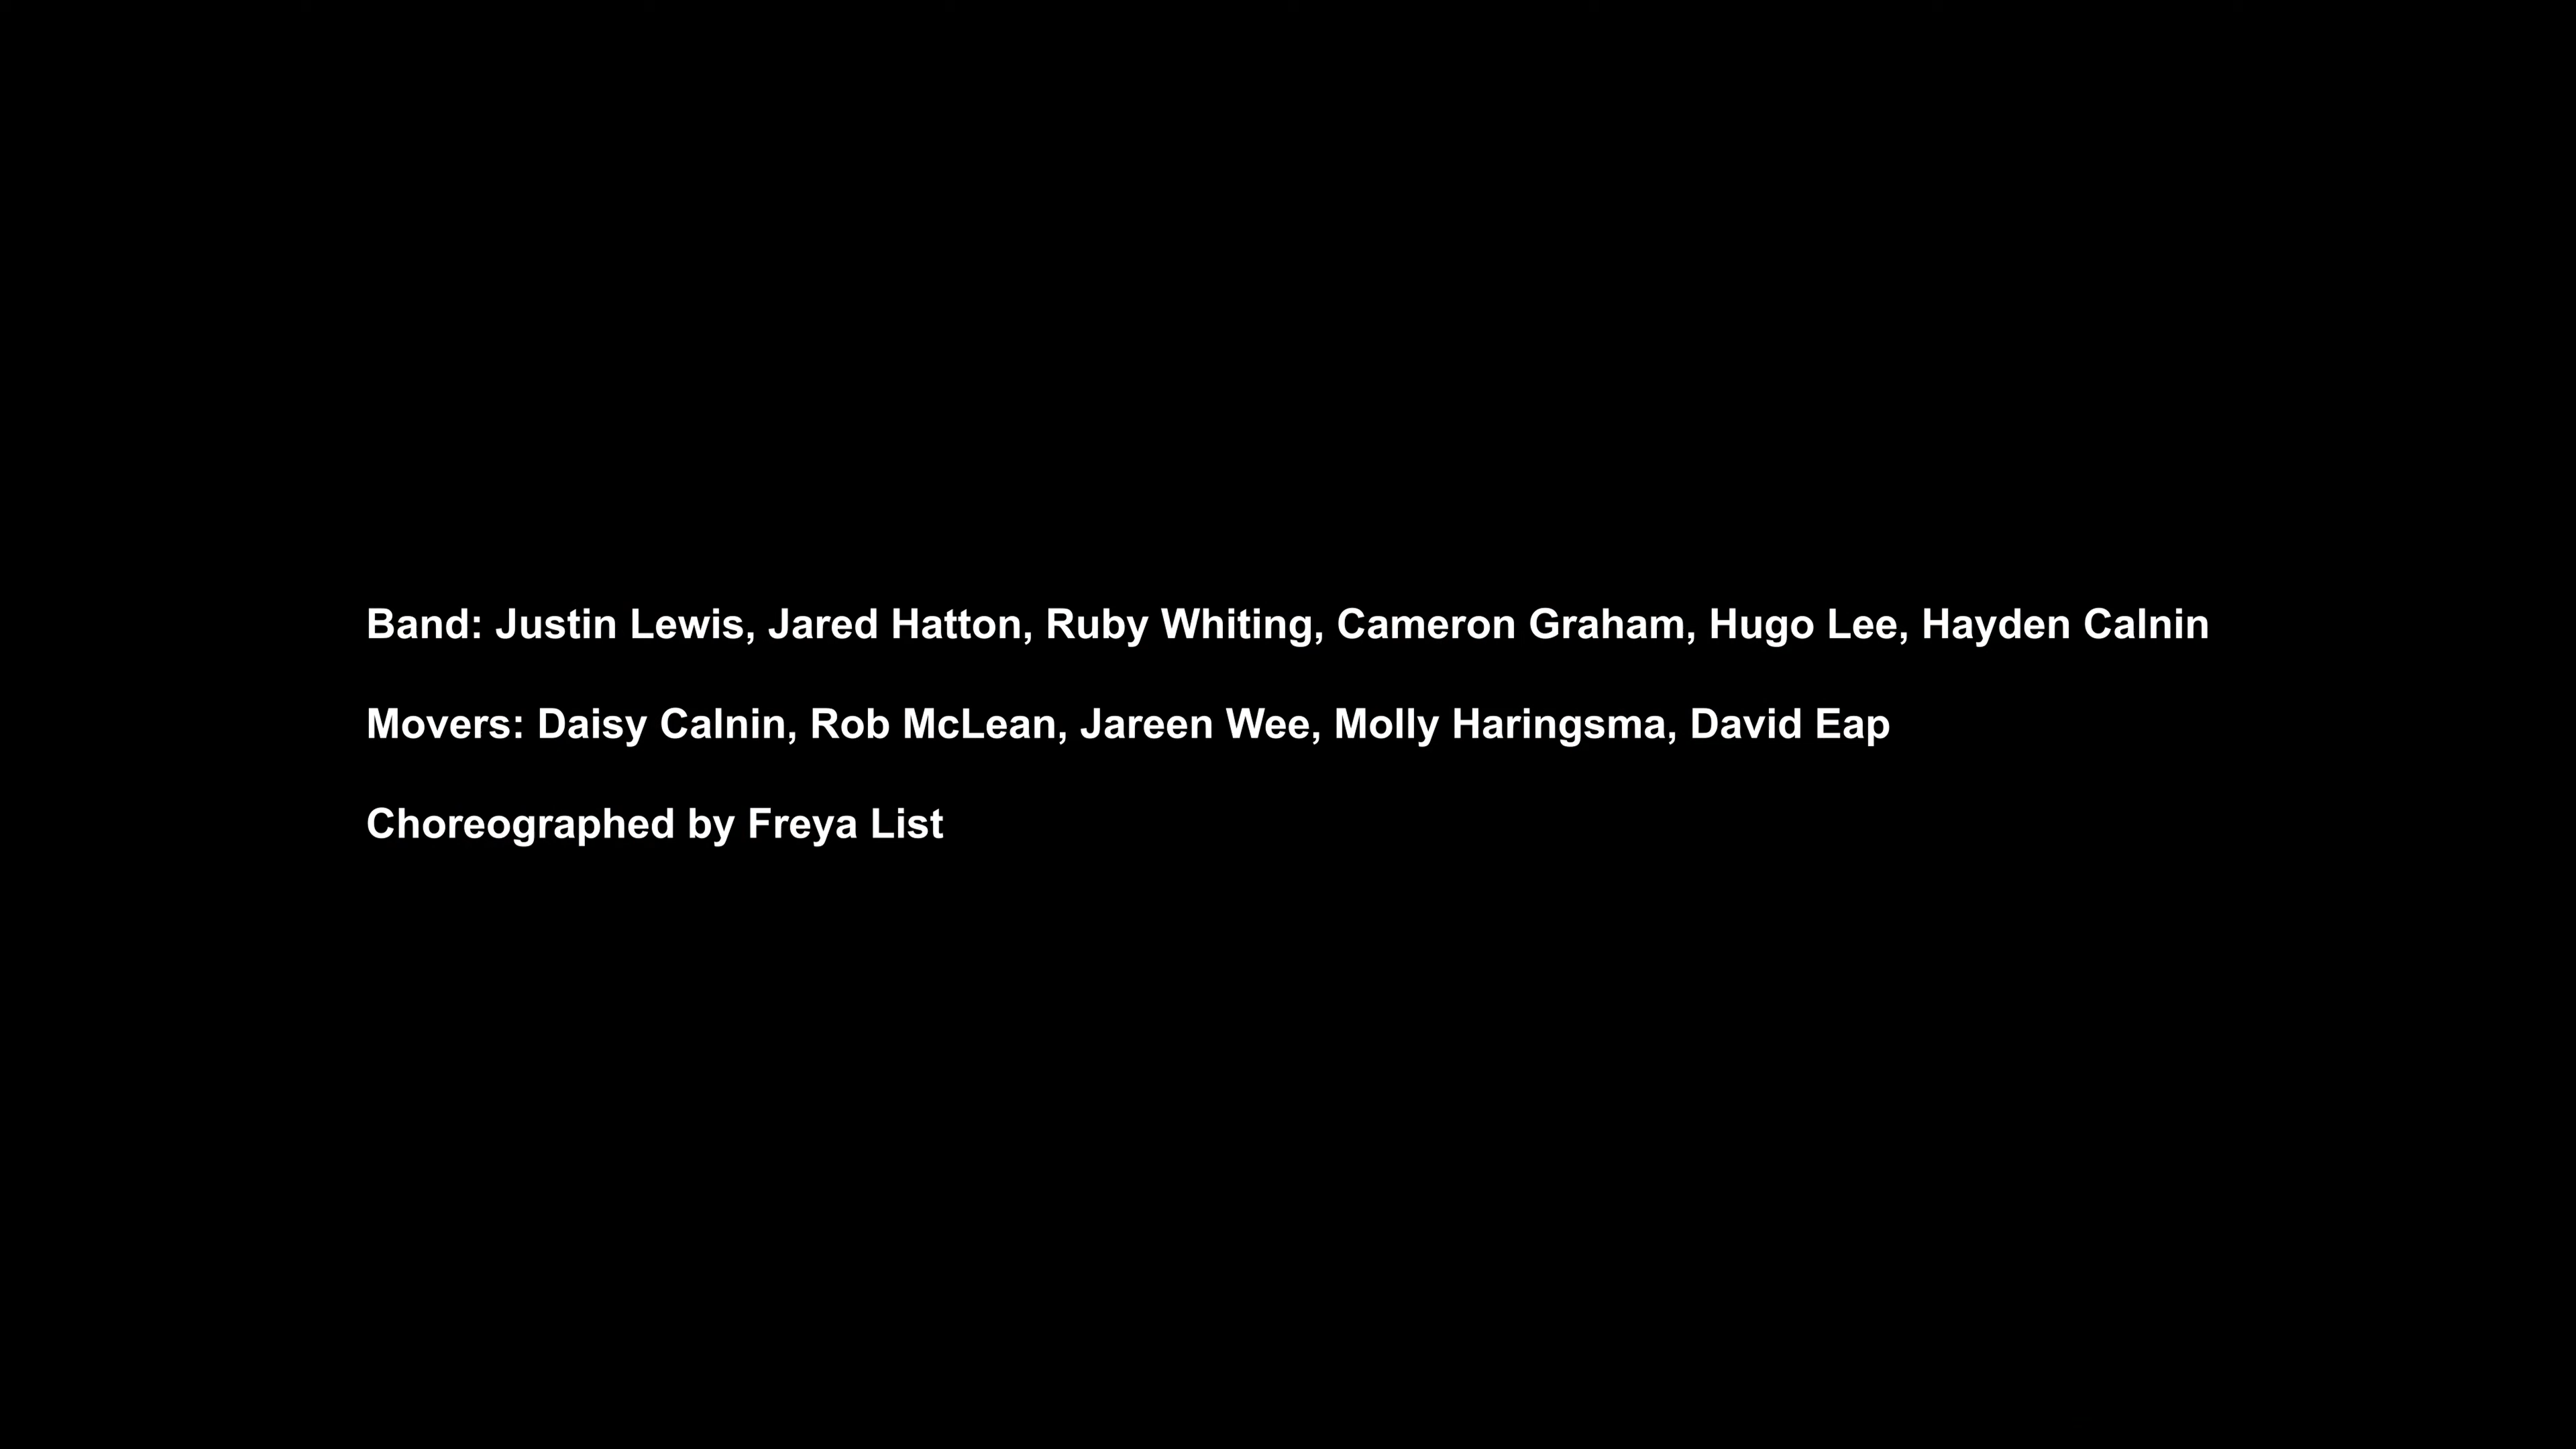 Band: Justin Lewis, Jared Hatton, Ruby Whiting, Cameron Graham, Hugo Lee, Hayden Calnin
Movers: Daisy Calnin, Rob McLean, Jareen Wee, Molly Haringsma, David Eap
Choreographed by Freya List